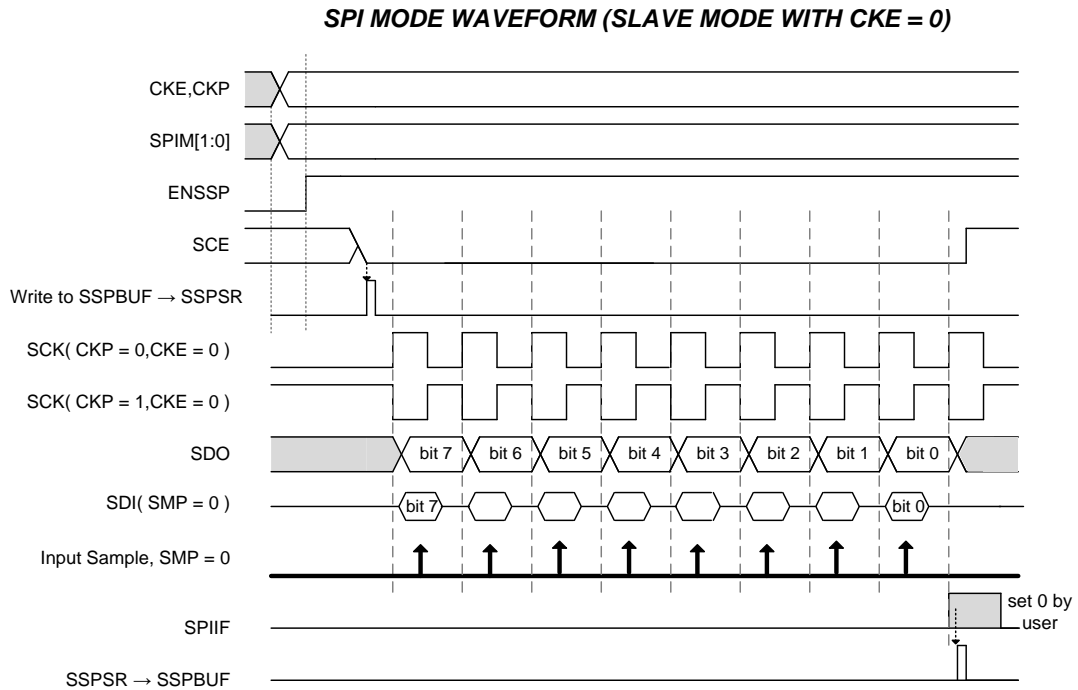 SPI MODE WAVEFORM (SLAVE MODE WITH CKE = 0)
CKE,CKP
SPIM[1:0]
ENSSP
SCE
Write to SSPBUF → SSPSR
SCK( CKP = 0,CKE = 0 )
SCK( CKP = 1,CKE = 0 )
SDO
bit 7 bit 6 bit 5 bit 4 bit 3 bit 2 bit 1 bit 0
SDI( SMP = 0 )
bit 7 bit 0
Input Sample, SMP = 0
SPIIF
set 0 by
user
SSPSR → SSPBUF